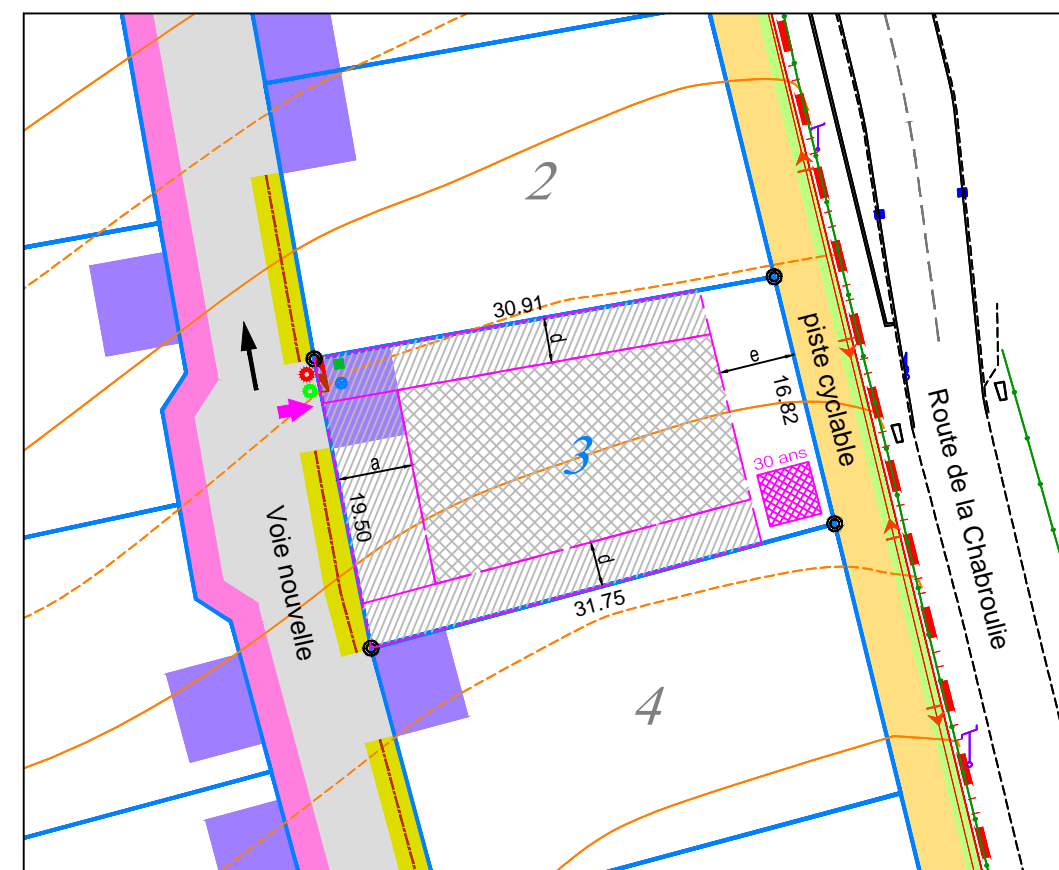 2
30.91
d
e
piste cyclable
16.82
30 ans
3
a
19.50
Voie nouvelle
d
31.75
Route de la Chabroulie
4